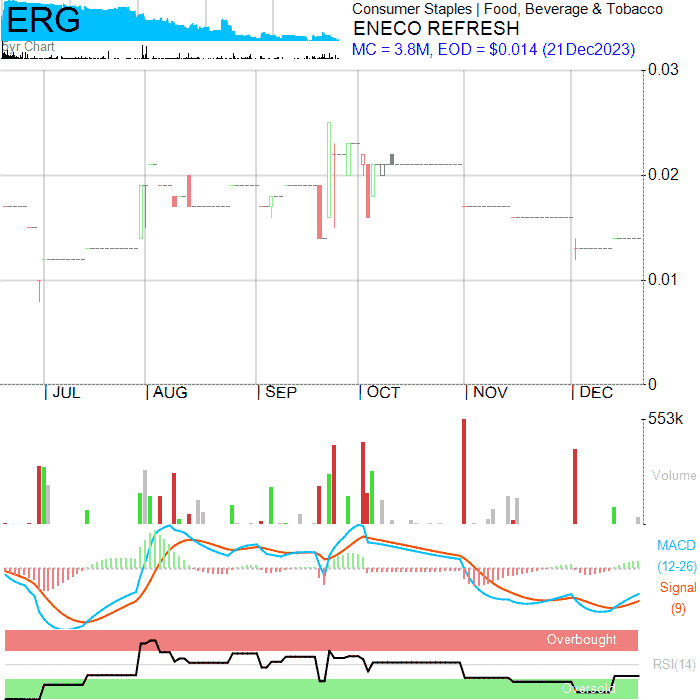 ERG
5yr Chart
Consumer Staples | Food, Beverage & Tobacco
ENECO REFRESH
MC = 3.8M, EOD = $0.014 (21Dec2023)
0.03
0.02
0.01
0
JUL
AUG
SEP
OCT
NOV
DEC
553k
Volume
MACD
(12-26)
Signal
(9)
Overbought
RSI(14)
Oversold